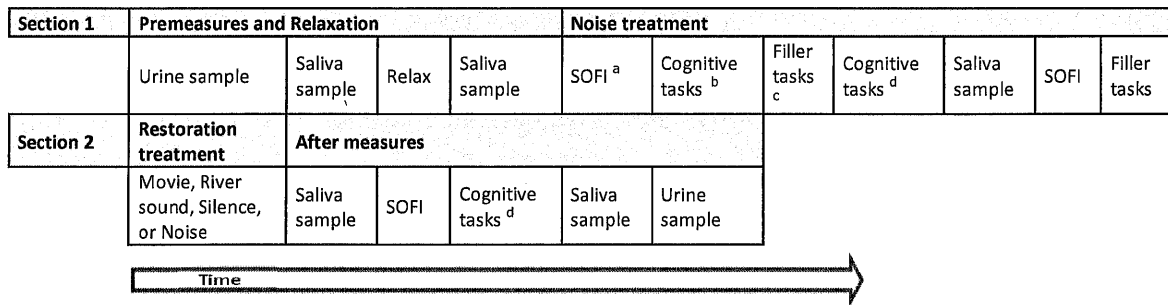 Section 1 Premeasures and Relaxation Noise treatment
Urine sample
Saliva
sample
Relax
Saliva
sample
SOFI a
Cognitive
tasks b
Filler
tasks
c
Cognitive
tasks d
Saliva
sample
SOFI
Filler
tasks
Section 2
Restoration
treatment
After measures
Movie, River
sound, Silence,
or Noise
Saliva
sample
SOFI
Cognitive
tasks d
Saliva
sample
Urine
sample
Time